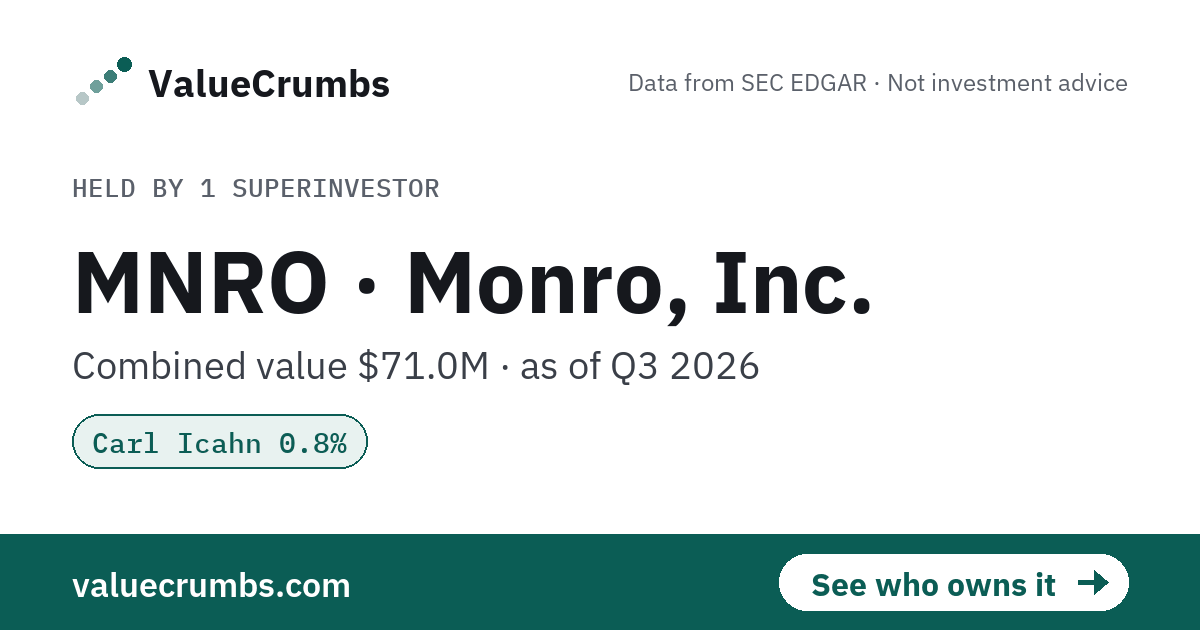 ValueCrumbs
Data from SEC EDGAR · Not investment advice
HELD BY 1 SUPERINVESTOR
MNRO · Monro, Inc.
Combined value $71.0M · as of Q3 2026
Carl Icahn 0.8%
valuecrumbs.com
See who owns it →